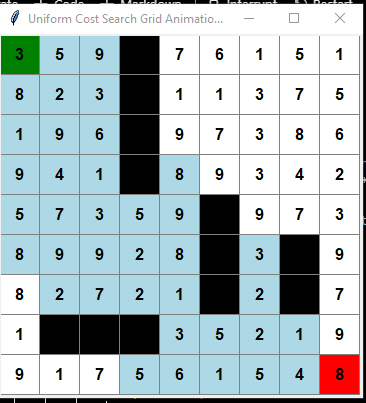 Uniform Cost Search Grid Animatio...
3 5 9 7 6 1 5 1
8 2 3 1 1 3 7 5
1 9 6 9 7 3 8 6
9 4 1 8 9 3 4 2
5 7 3 5 9 9 7 3
8 9 9 2 8 3 9
8 2 7 2 1 2 7
1 3 5 2 1 9
9 1 7 5 6 1 5 4 8